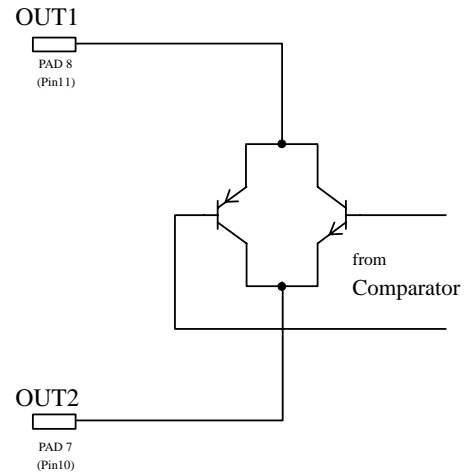 OUT1
PAD 8
(Pin11)
from
Comparator
OUT2
PAD 7
(Pin10)